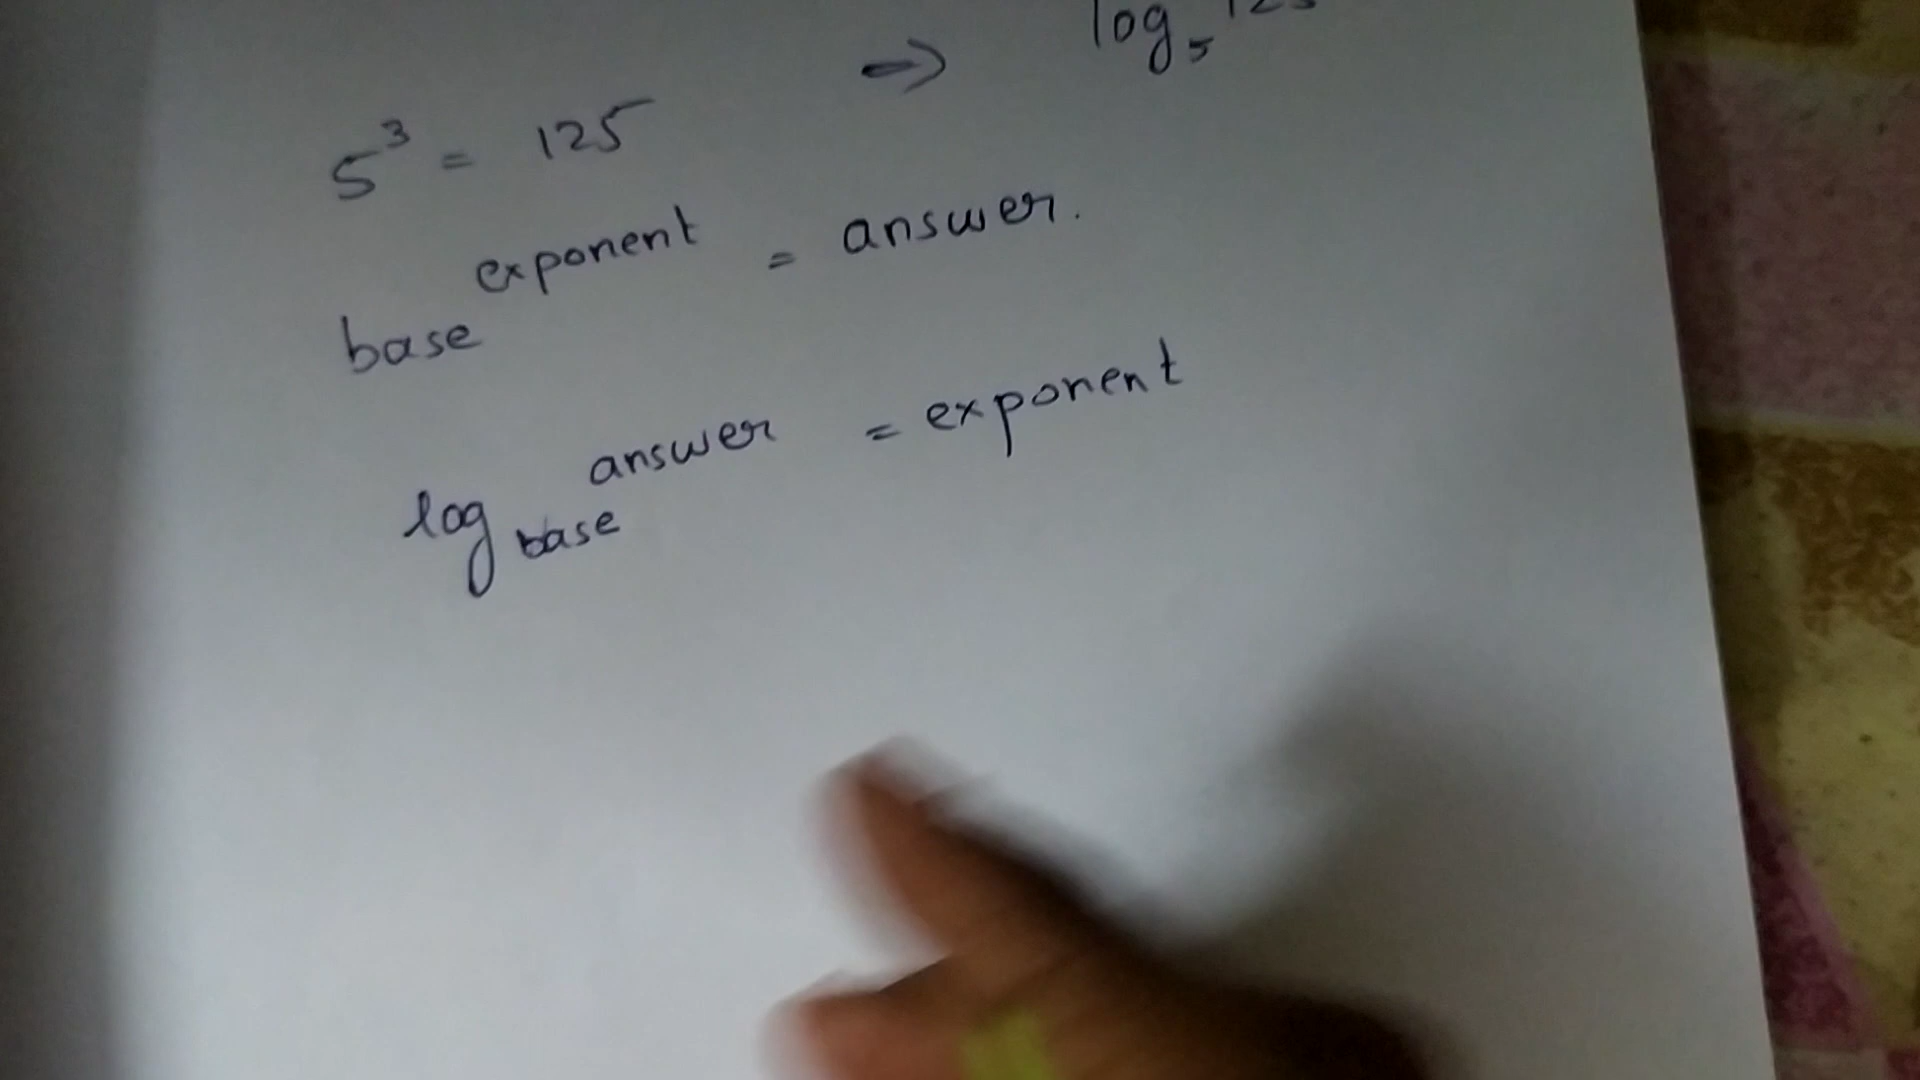 5³ = 125 ⇒ log₅
base^exponent = answer.
log_base answer = exponent